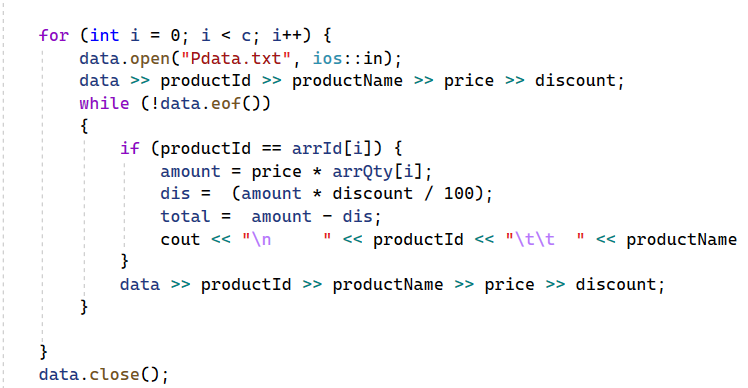 for (int i = 0; i < c; i++) {
data.open("Pdata.txt", ios::in);
data >> productId >> productName >> price >> discount;
while (!data.eof())
{
if (productId == arrId[i]) {
amount = price * arrQty[i];
dis =  (amount * discount / 100);
total =  amount - dis;
cout << "\n     " << productId << "\t\t  " << productName
}
data >> productId >> productName >> price >> discount;
}
}
data.close();